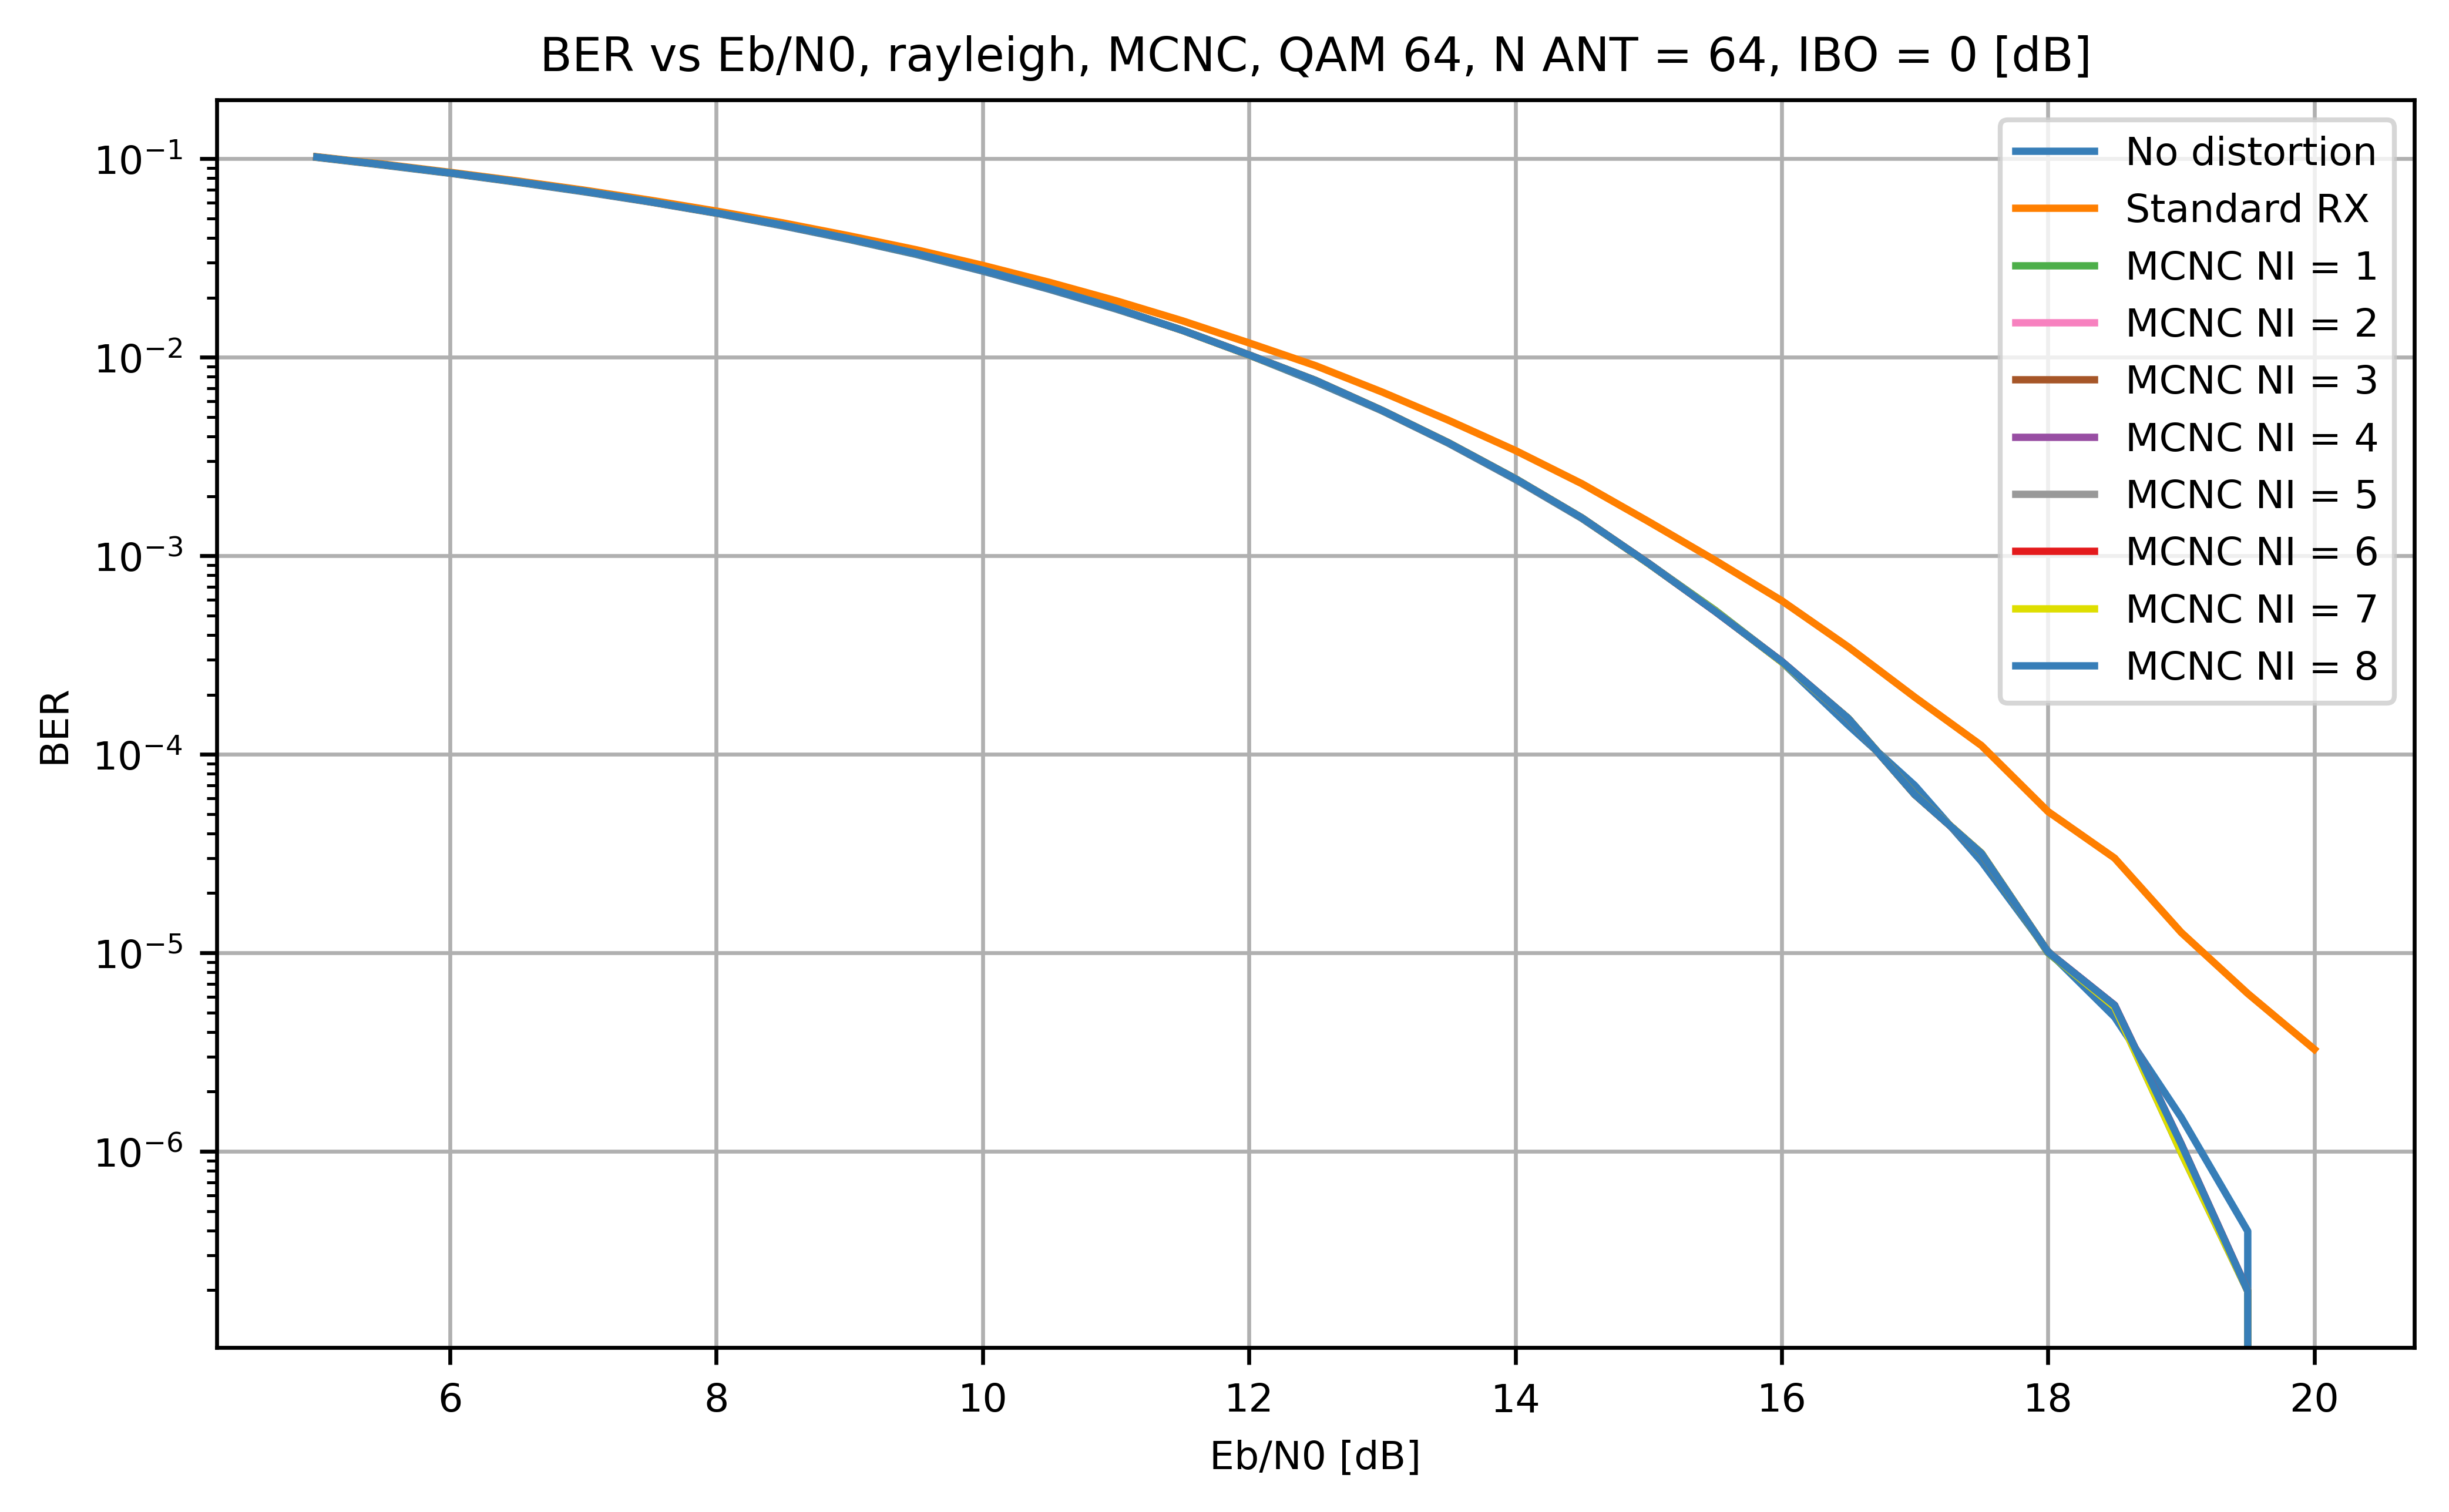 BER vs Eb/N0, rayleigh, MCNC, QAM 64, N ANT = 64, IBO = 0 [dB]
No distortion
Standard RX
MCNC NI = 1
MCNC NI = 2
MCNC NI = 3
MCNC NI = 4
MCNC NI = 5
MCNC NI = 6
MCNC NI = 7
MCNC NI = 8
BER
10⁻¹
10⁻²
10⁻³
10⁻⁴
10⁻⁵
10⁻⁶
6 8 10 12 14 16 18 20
Eb/N0 [dB]